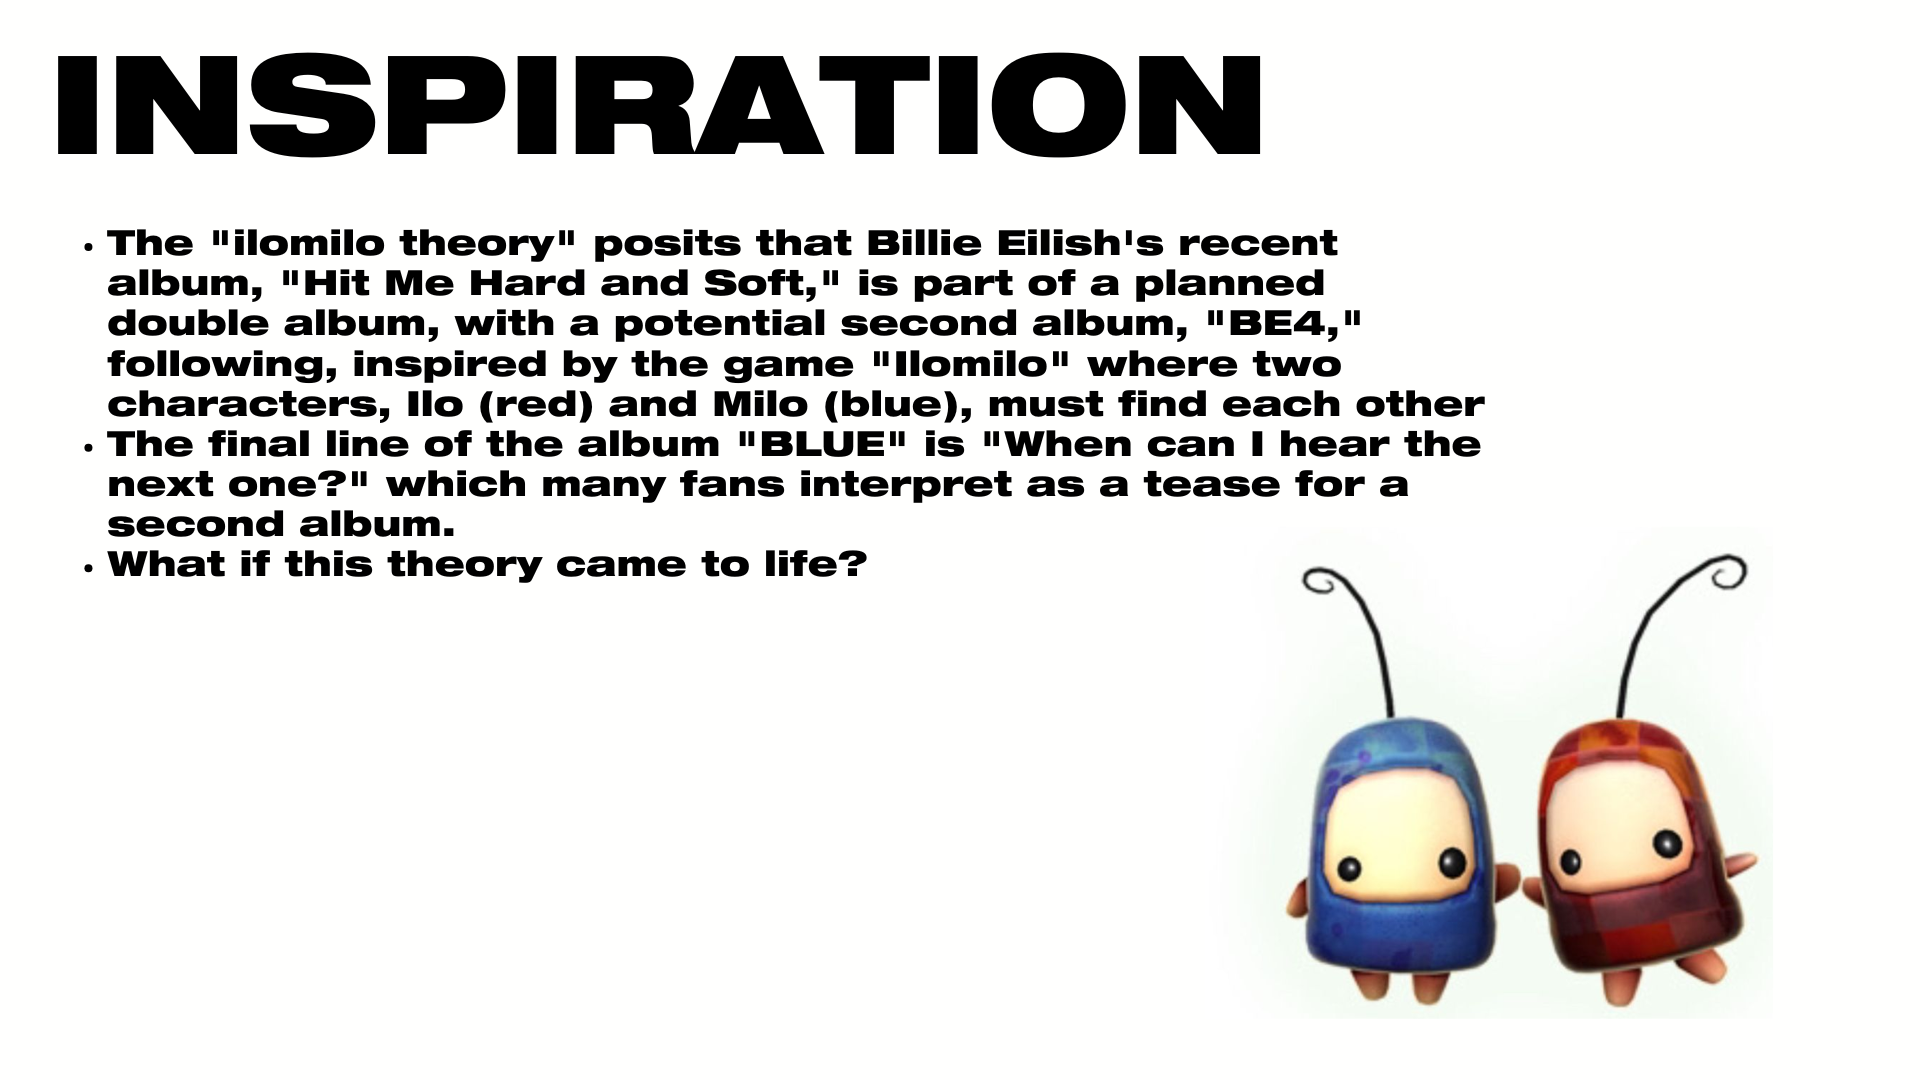 INSPIRATION
• The "ilomilo theory" posits that Billie Eilish's recent
album, "Hit Me Hard and Soft," is part of a planned
double album, with a potential second album, "BE4,"
following, inspired by the game "Ilomilo" where two
characters, Ilo (red) and Milo (blue), must find each other
• The final line of the album "BLUE" is "When can I hear the
next one?" which many fans interpret as a tease for a
second album.
• What if this theory came to life?